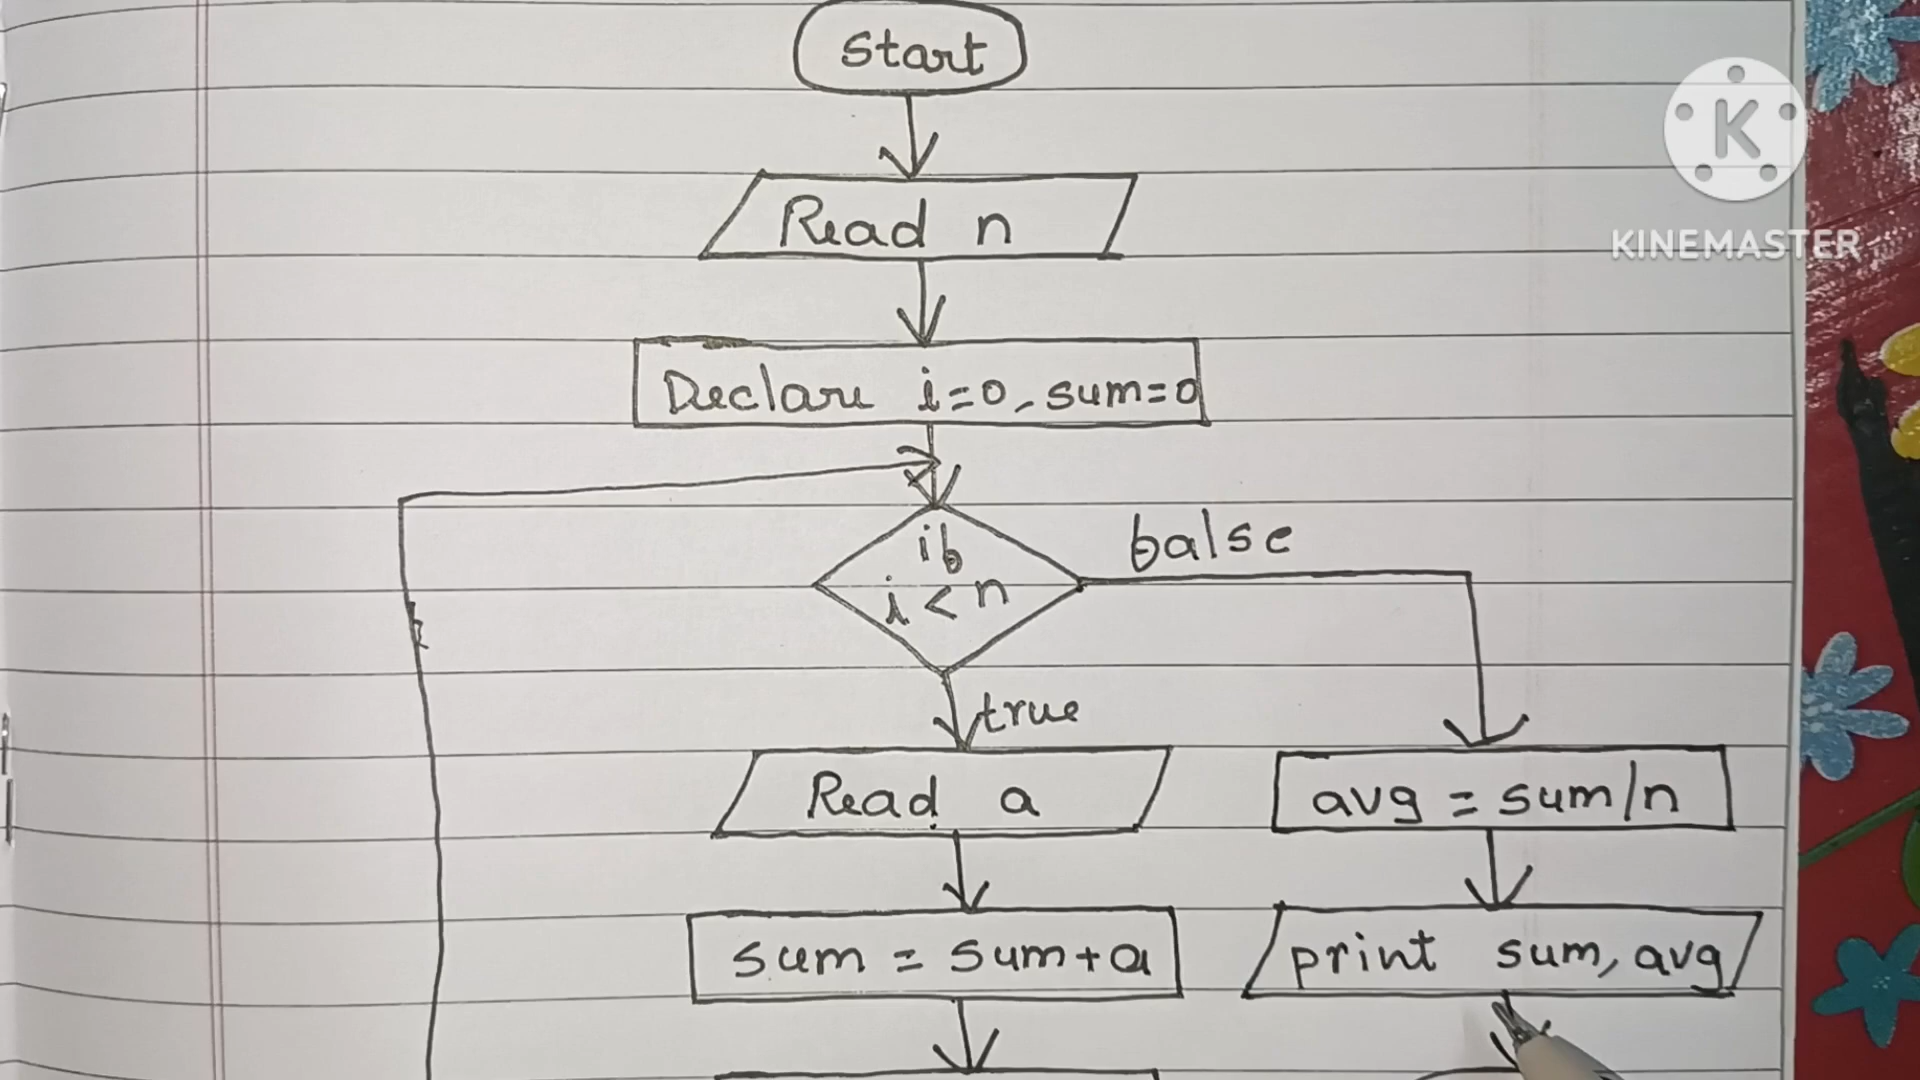 Start
K
KINEMASTER
Read n
Declare i=0, sum=0
if
i < n
false
true
Read a
avg = sum/n
sum = sum+a
print sum, avg